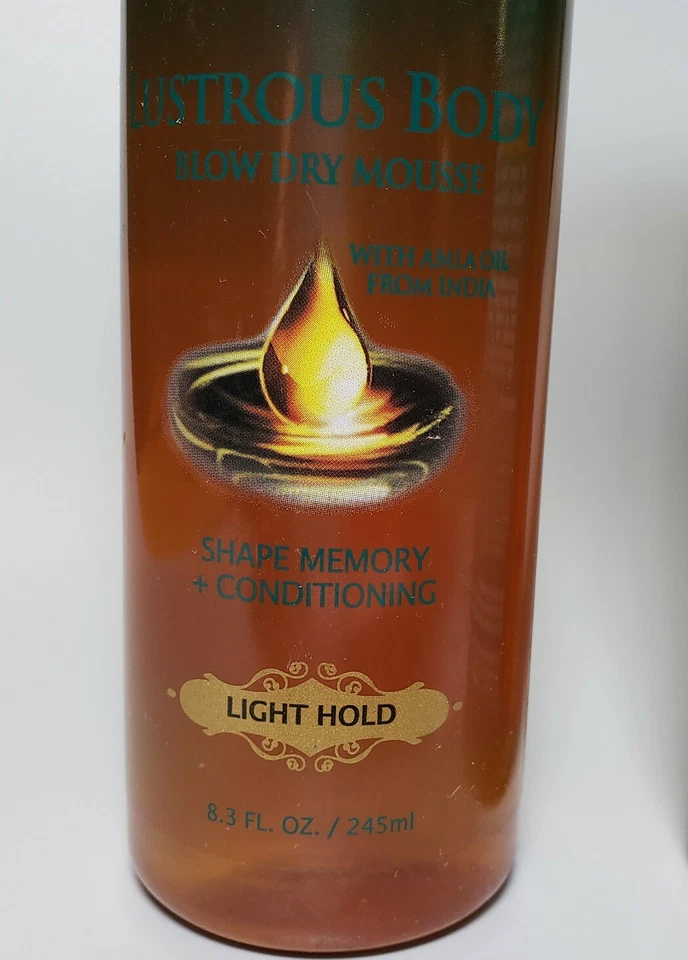 LUSTROUS BODY
BLOW DRY MOUSSE
WITH AMLA OIL
FROM INDIA
SHAPE MEMORY
+ CONDITIONING
LIGHT HOLD
8.3 FL. OZ. / 245ml